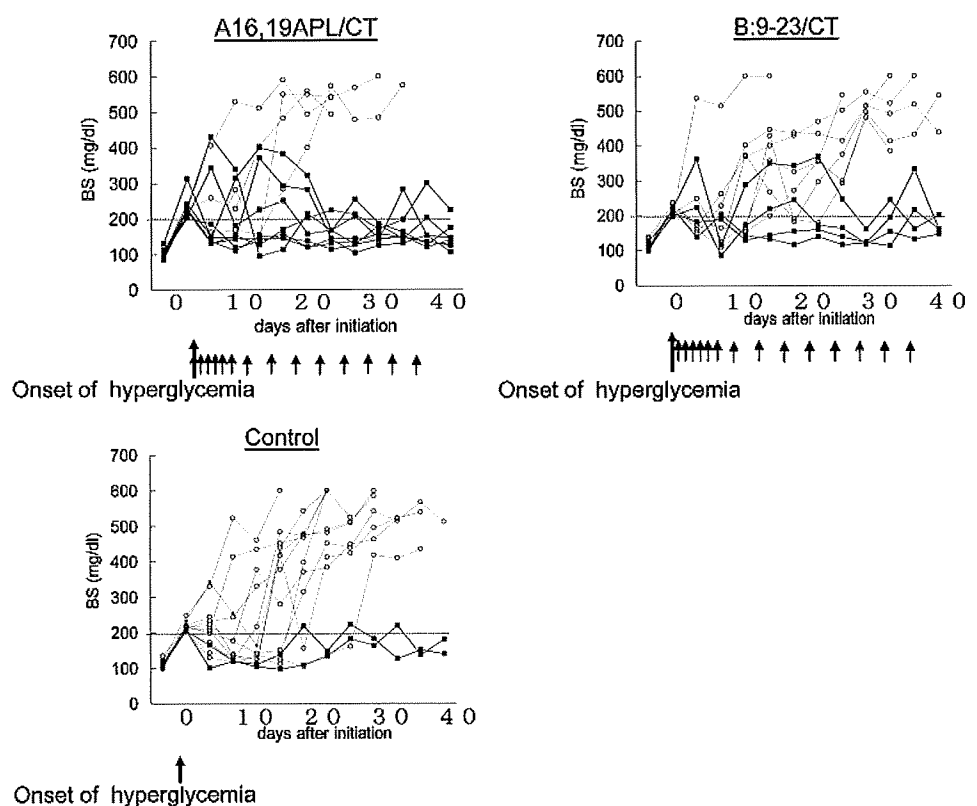 A16,19APL/CT
700
600
500
400
300
200
100
0
BS (mg/dl)
0 10 20 30 40
days after initiation
Onset of hyperglycemia
B:9-23/CT
700
600
500
400
300
200
100
0
BS (mg/dl)
0 10 20 30 40
days after initiation
Onset of hyperglycemia
Control
700
600
500
400
300
200
100
0
BS (mg/dl)
0 10 20 30 40
days after initiation
Onset of hyperglycemia